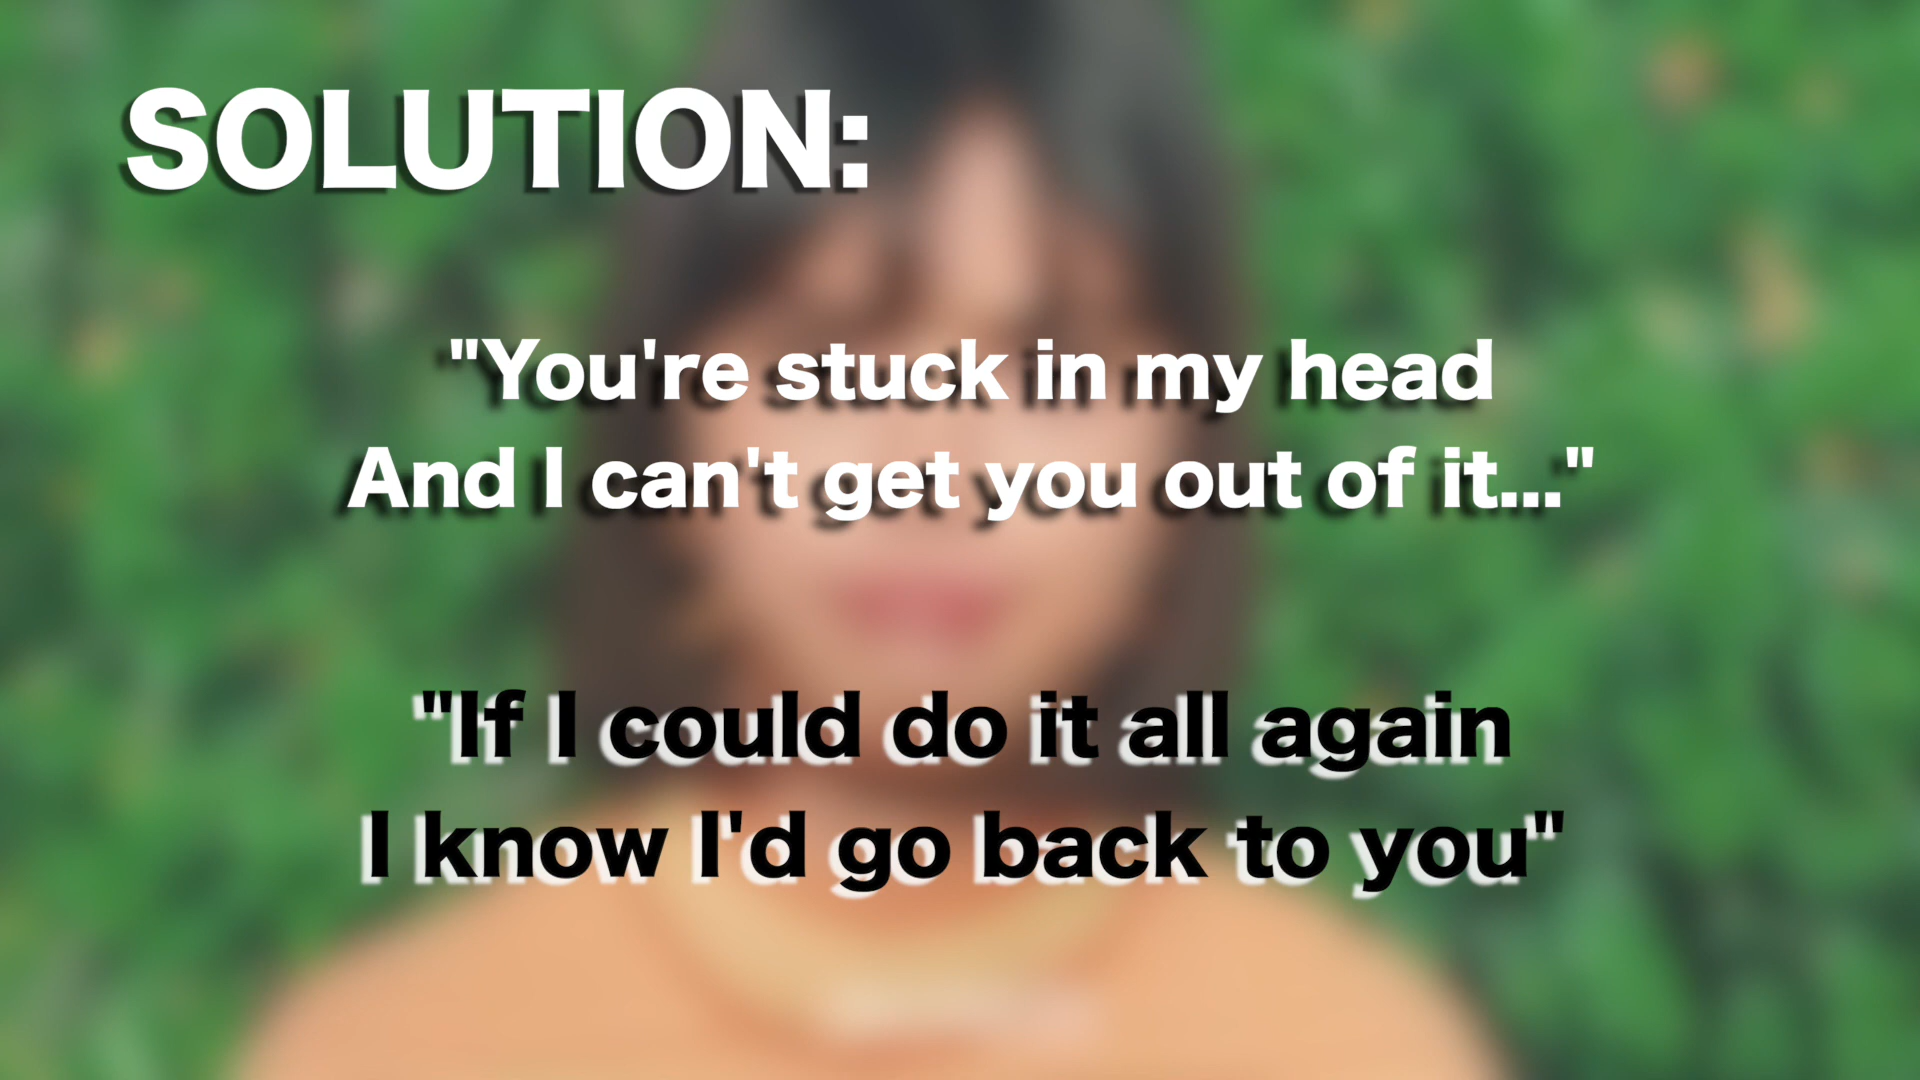 SOLUTION:
"You're stuck in my head
And I can't get you out of it..."
"If I could do it all again
I know I'd go back to you"